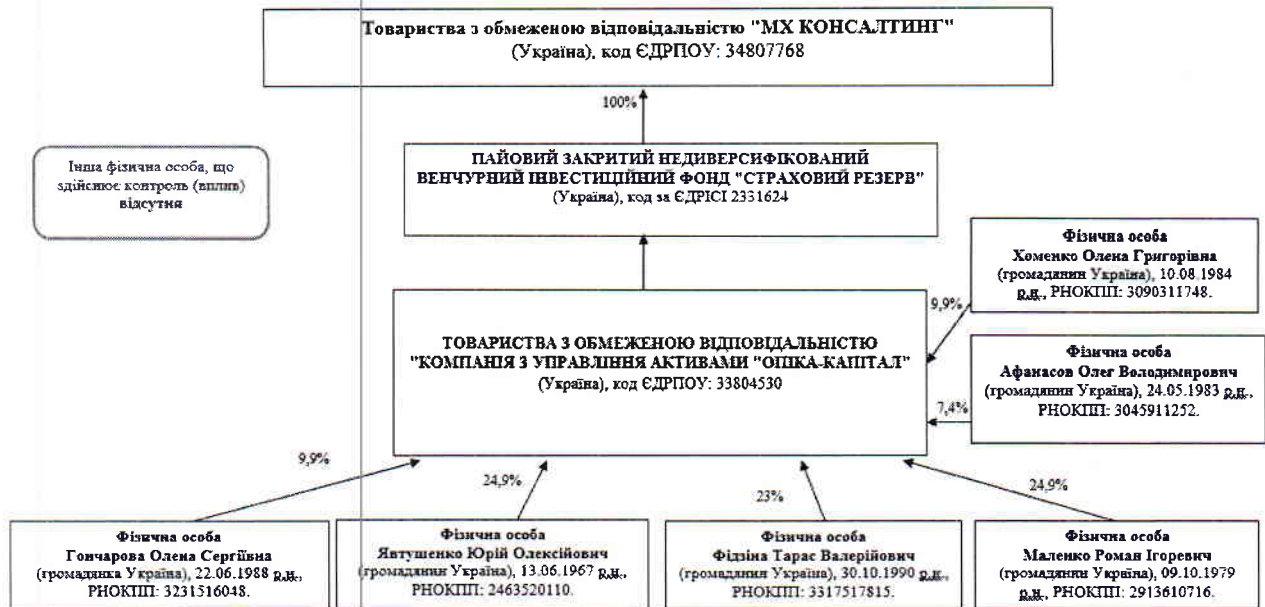 Товариства з обмеженою відповідальністю "МХ КОНСАЛТИНГ"
(Україна), код ЄДРПОУ: 34807768
100%
Інша фізична особа, що
здійснює контроль (вплив)
відсутня
ПАЙОВИЙ ЗАКРИТИЙ НЕДИВЕРСИФІКОВАНИЙ
ВЕНЧУРНИЙ ІНВЕСТИЦІЙНИЙ ФОНД "СТРАХОВИЙ РЕЗЕРВ"
(Україна), код за ЄДРІСІ 2331624
Фізична особа
Хоменко Олена Григорівна
(громадянин Україна), 10.08.1984
р.н., РНОКПП: 3090311748.
9,9%
ТОВАРИСТВА З ОБМЕЖЕНОЮ ВІДПОВІДАЛЬНІСТЮ
"КОМПАНІЯ З УПРАВЛІННЯ АКТИВАМИ "ОПІКА-КАПІТАЛ"
(Україна), код ЄДРПОУ: 33804530
Фізична особа
Афанасов Олег Володимирович
(громадянин Україна), 24.05.1983 р.н.,
РНОКПП: 3045911252.
7,4%
9,9%
24,9%
23%
24,9%
Фізична особа
Гончарова Олена Сергіївна
(громадянка Україна), 22.06.1988 р.н.,
РНОКПП: 3231516048.
Фізична особа
Явтушенко Юрій Олексійович
(громадянин Україна), 13.06.1967 р.н.,
РНОКПП: 2463520110.
Фізична особа
Фідзіна Тарас Валерійович
(громадянин Україна), 30.10.1990 р.н.,
РНОКПП: 3317517815.
Фізична особа
Маленко Роман Ігоревич
(громадянин Україна), 09.10.1979
р.н., РНОКПП: 2913610716.